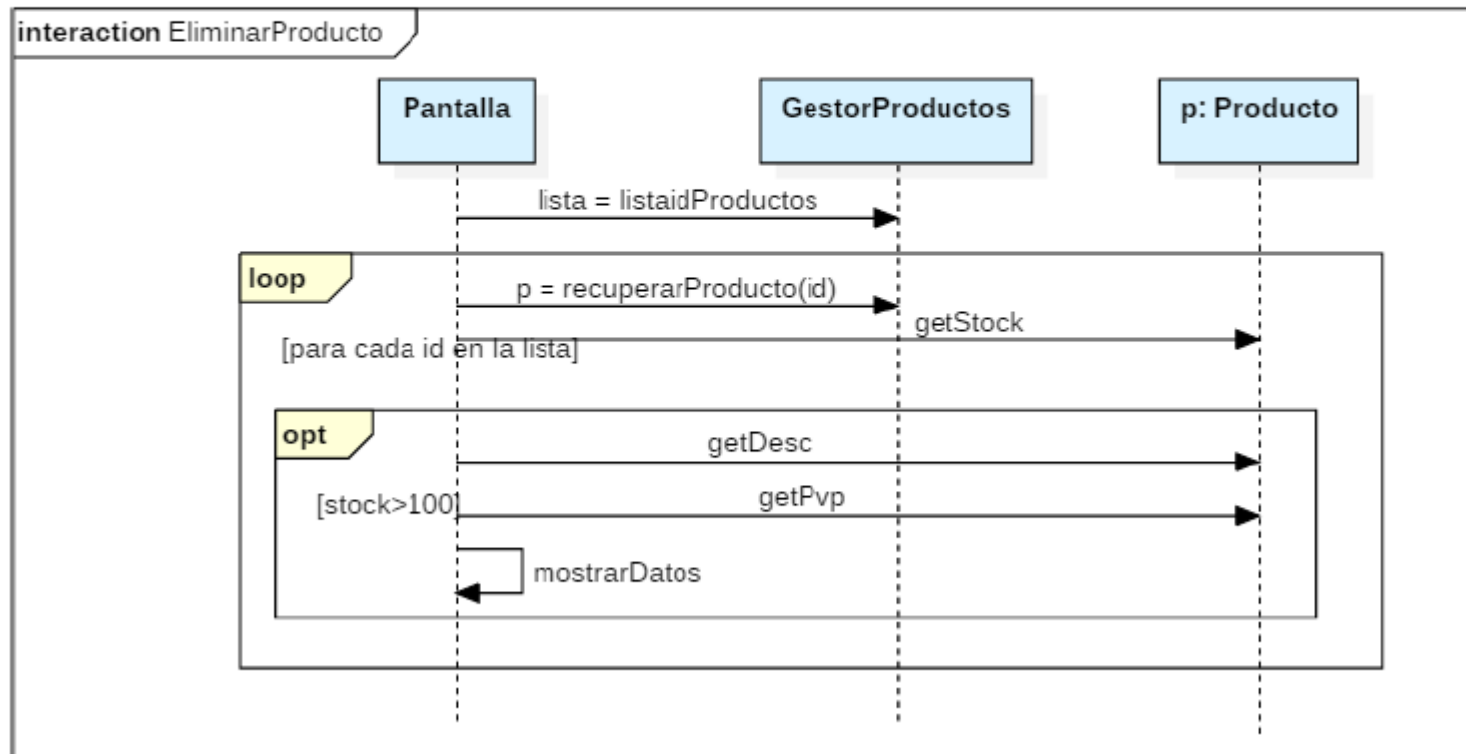 interaction EliminarProducto
Pantalla
GestorProductos
p: Producto
lista = listaidProductos
loop
p = recuperarProducto(id)
getStock
[para cada id en la lista]
opt
getDesc
[stock>100]
getPvp
mostrarDatos